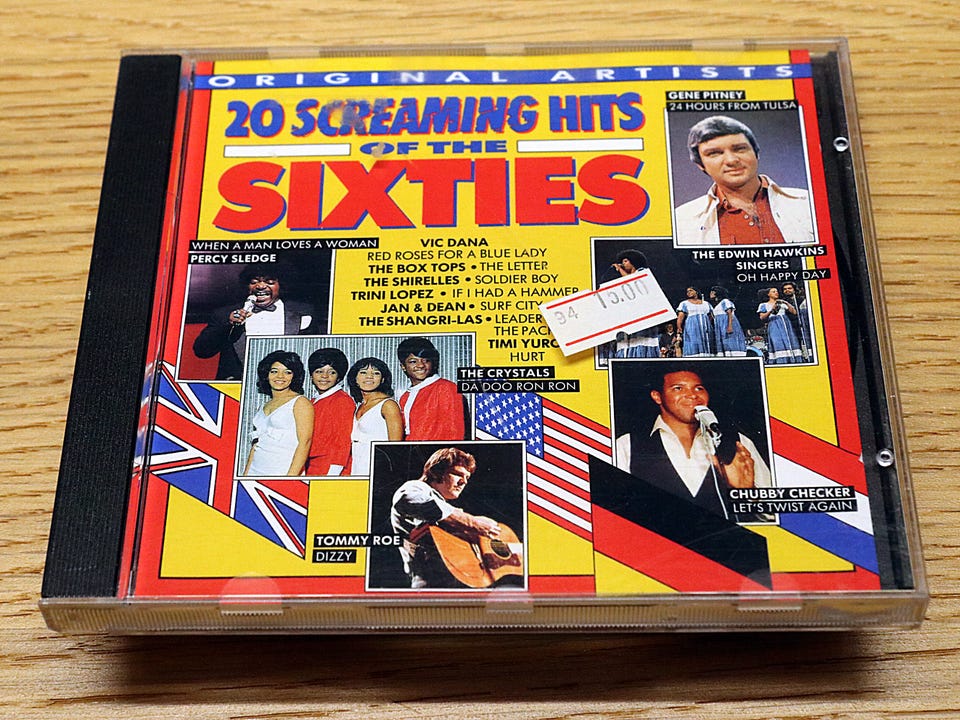 ORIGINAL ARTISTS
20 SCREAMING HITS
OF THE
SIXTIES
GENE PITNEY
24 HOURS FROM TULSA
WHEN A MAN LOVES A WOMAN
PERCY SLEDGE
VIC DANA
RED ROSES FOR A BLUE LADY
THE BOX TOPS • THE LETTER
THE SHIRELLES • SOLDIER BOY
TRINI LOPEZ • IF I HAD A HAMMER
JAN & DEAN • SURF CITY
THE SHANGRI-LAS • LEADER
THE PACK
TIMI YURO
HURT
94 15.00
THE EDWIN HAWKINS
SINGERS
OH HAPPY DAY
THE CRYSTALS
DA DOO RON RON
CHUBBY CHECKER
LET'S TWIST AGAIN
TOMMY ROE
DIZZY